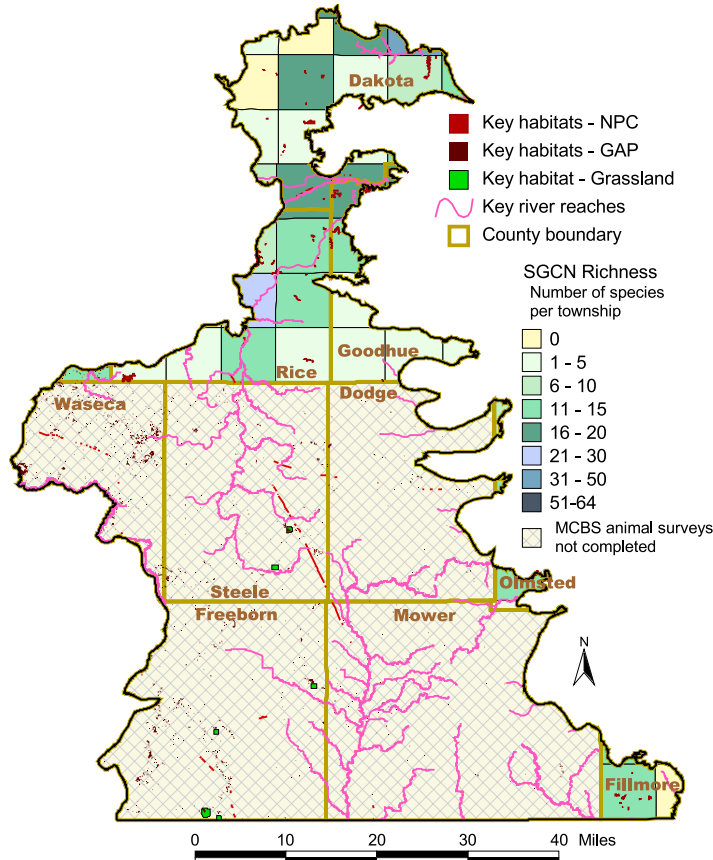 Dakota
Key habitats - NPC
Key habitats - GAP
Key habitat - Grassland
Key river reaches
County boundary
SGCN Richness
Number of species
per township
0
1 - 5
6 - 10
11 - 15
16 - 20
21 - 30
31 - 50
51-64
MCBS animal surveys
not completed
Goodhue
Rice
Dodge
Waseca
Olmsted
Steele
Freeborn
Mower
N
Fillmore
0 10 20 30 40 Miles